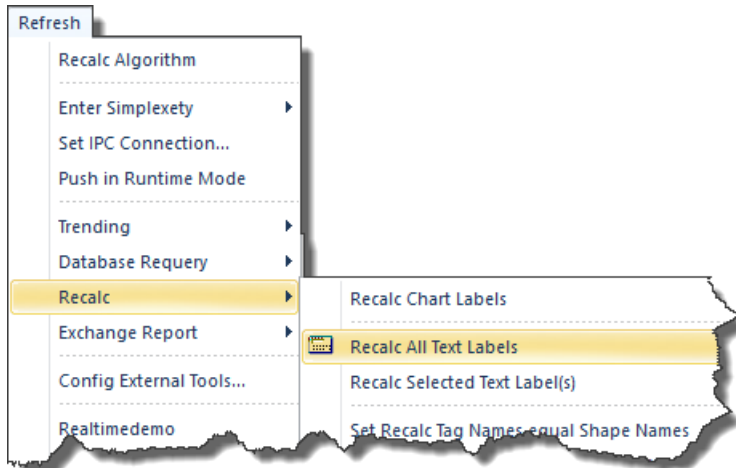 Refresh
Recalc Algorithm
Enter Simplexety
Set IPC Connection...
Push in Runtime Mode
Trending
Database Requery
Recalc
Exchange Report
Config External Tools...
Realtimedemo
Recalc Chart Labels
Recalc All Text Labels
Recalc Selected Text Label(s)
Set Recalc Tag Names equal Shape Names